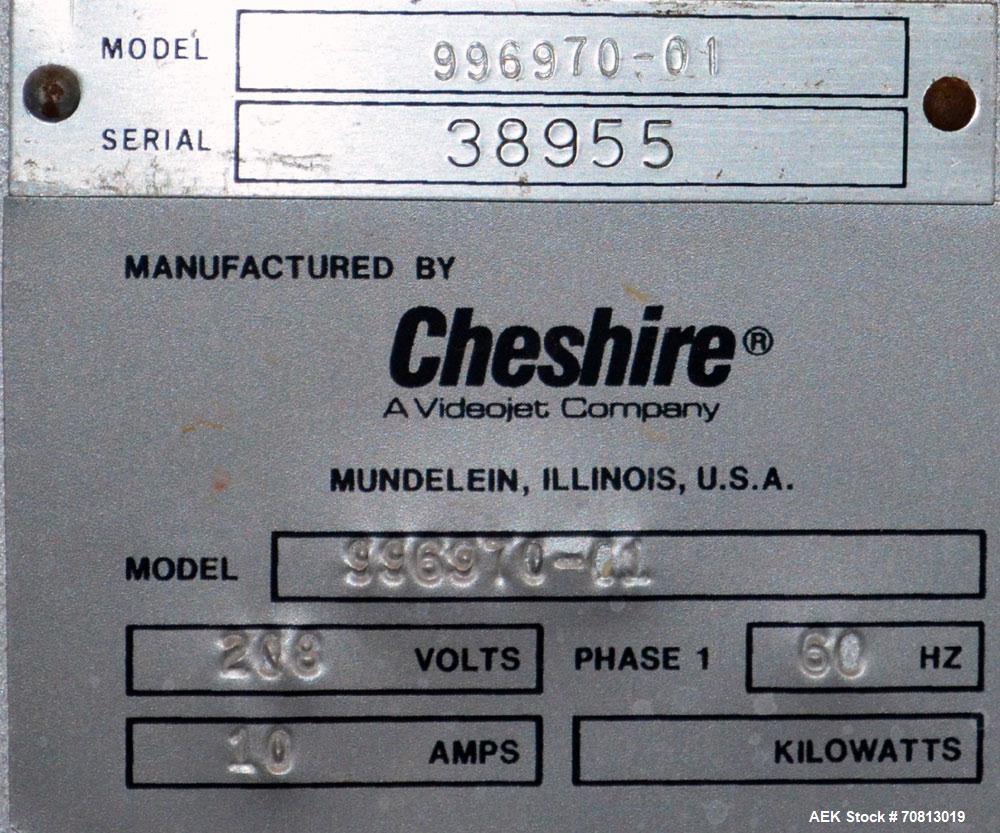 MODEL 996970-01
SERIAL 38955
MANUFACTURED BY
Cheshire®
A Videojet Company
MUNDELEIN, ILLINOIS, U.S.A.
MODEL 996970-01
208 VOLTS PHASE 1 60 HZ
10 AMPS KILOWATTS
AEK Stock # 70813019